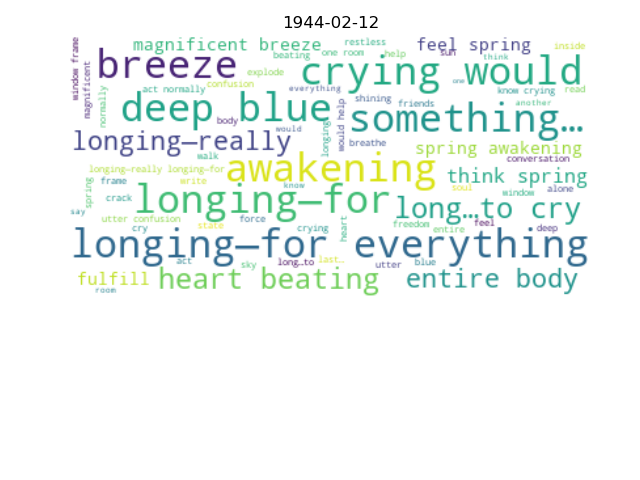 1944-02-12
magnificent breeze
restless
feel spring
inside
window frame
breeze
beating
one room
help
sun
think
crying would
explode
confusion
act normally
everything
one
know crying
read
magnificent
normally
deep blue
body
shining
friends
another
something…
would
would help
longing
longing—really
breathe
spring awakening
walk
conversation
awakening
longing—really longing—for
think spring
frame
write
know
soul
window
alone
spring
crack
longing—for
long…to cry
say
utter confusion
force
state
crying
heart
freedom
entire
feel
deep
cry
longing—for everything
act
sky
long…to
last…
utter
blue
fulfill
heart beating
entire body
room